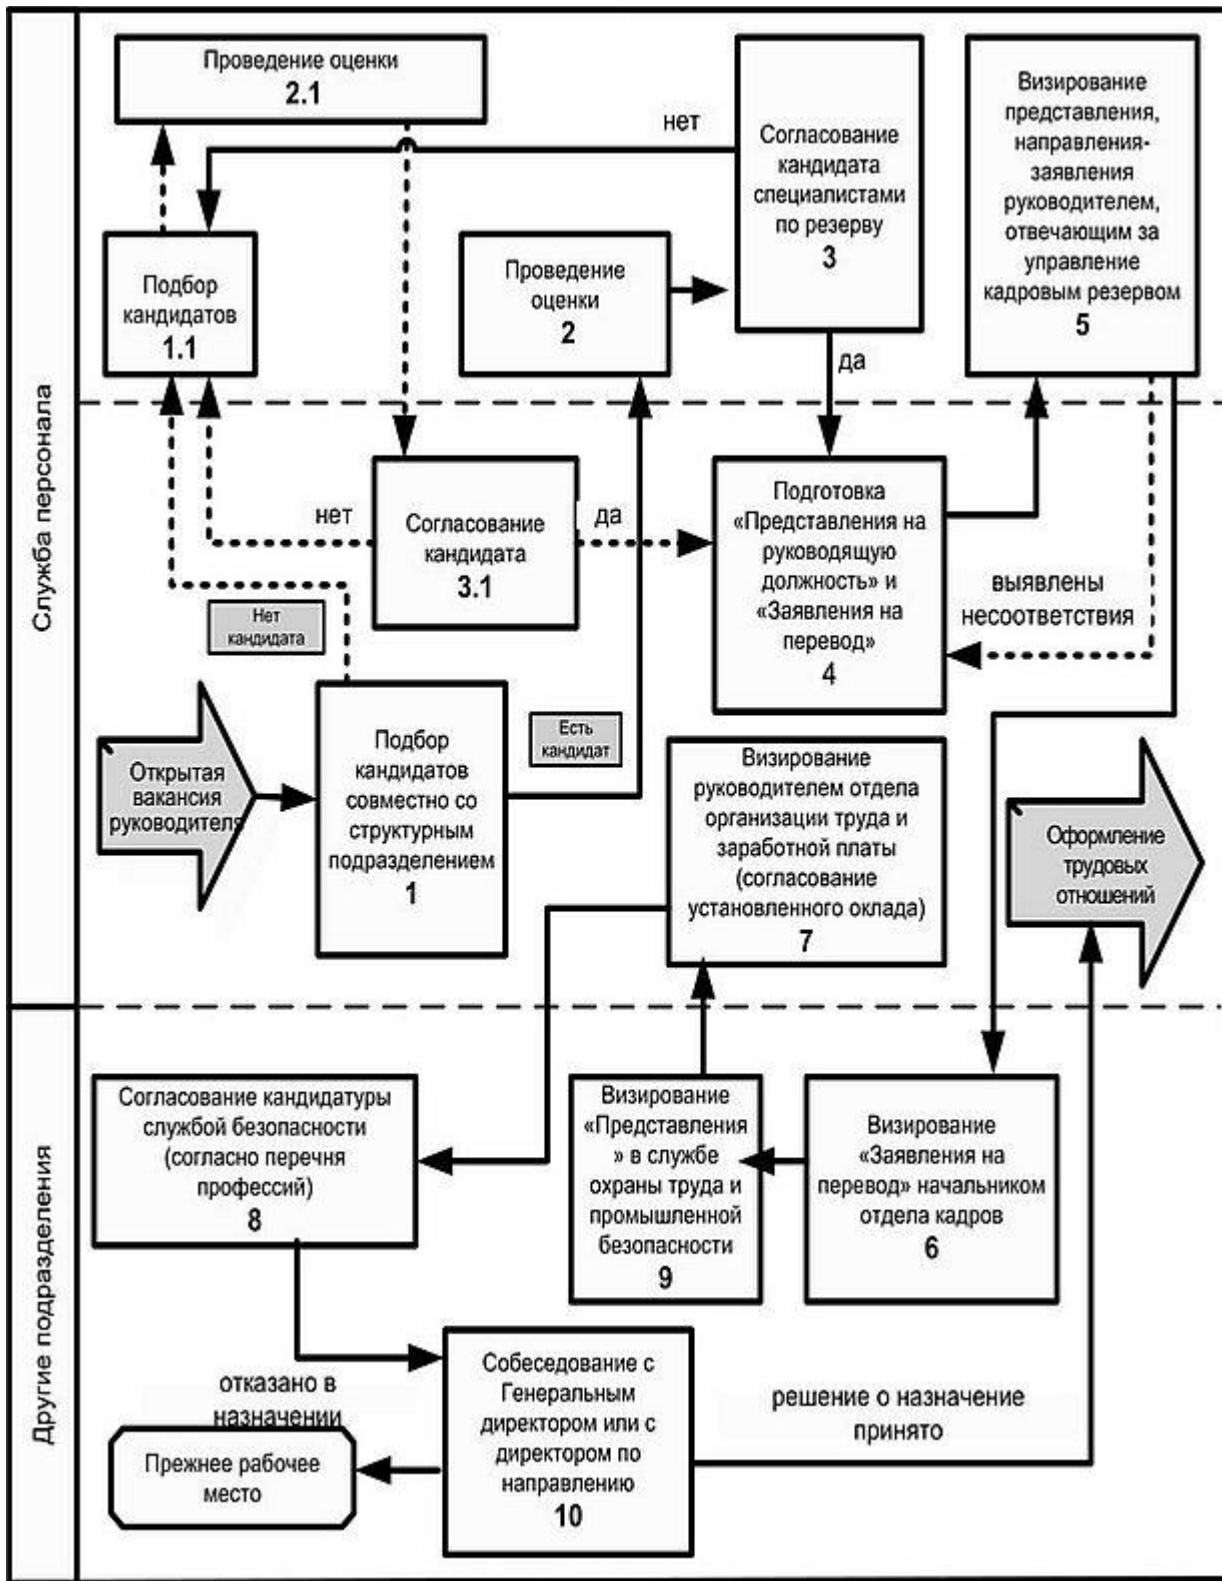 Служба персонала
Другие подразделения
Проведение оценки
2.1
нет
Согласование
кандидата
специалистами
по резерву
3
Визирование
представления,
направления-
заявления
руководителем,
отвечающим за
управление
кадровым резервом
5
Подбор
кандидатов
1.1
Проведение
оценки
2
да
нет
Согласование
кандидата
3.1
да
Подготовка
«Представления на
руководящую
должность» и
«Заявления на
перевод»
4
выявлены
несоответствия
Нет
кандидата
Открытая
вакансия
руководителя
Подбор
кандидатов
совместно со
структурным
подразделением
1
Есть
кандидат
Визирование
руководителем отдела
организации труда и
заработной платы
(согласование
установленного оклада)
7
Оформление
трудовых
отношений
Согласование кандидатуры
службой безопасности
(согласно перечня
профессий)
8
Визирование
«Представления
» в службе
охраны труда и
промышленной
безопасности
9
Визирование
«Заявления на
перевод» начальником
отдела кадров
6
отказано в
назначении
Прежнее рабочее
место
Собеседование с
Генеральным
директором или с
директором по
направлению
10
решение о назначение
принято